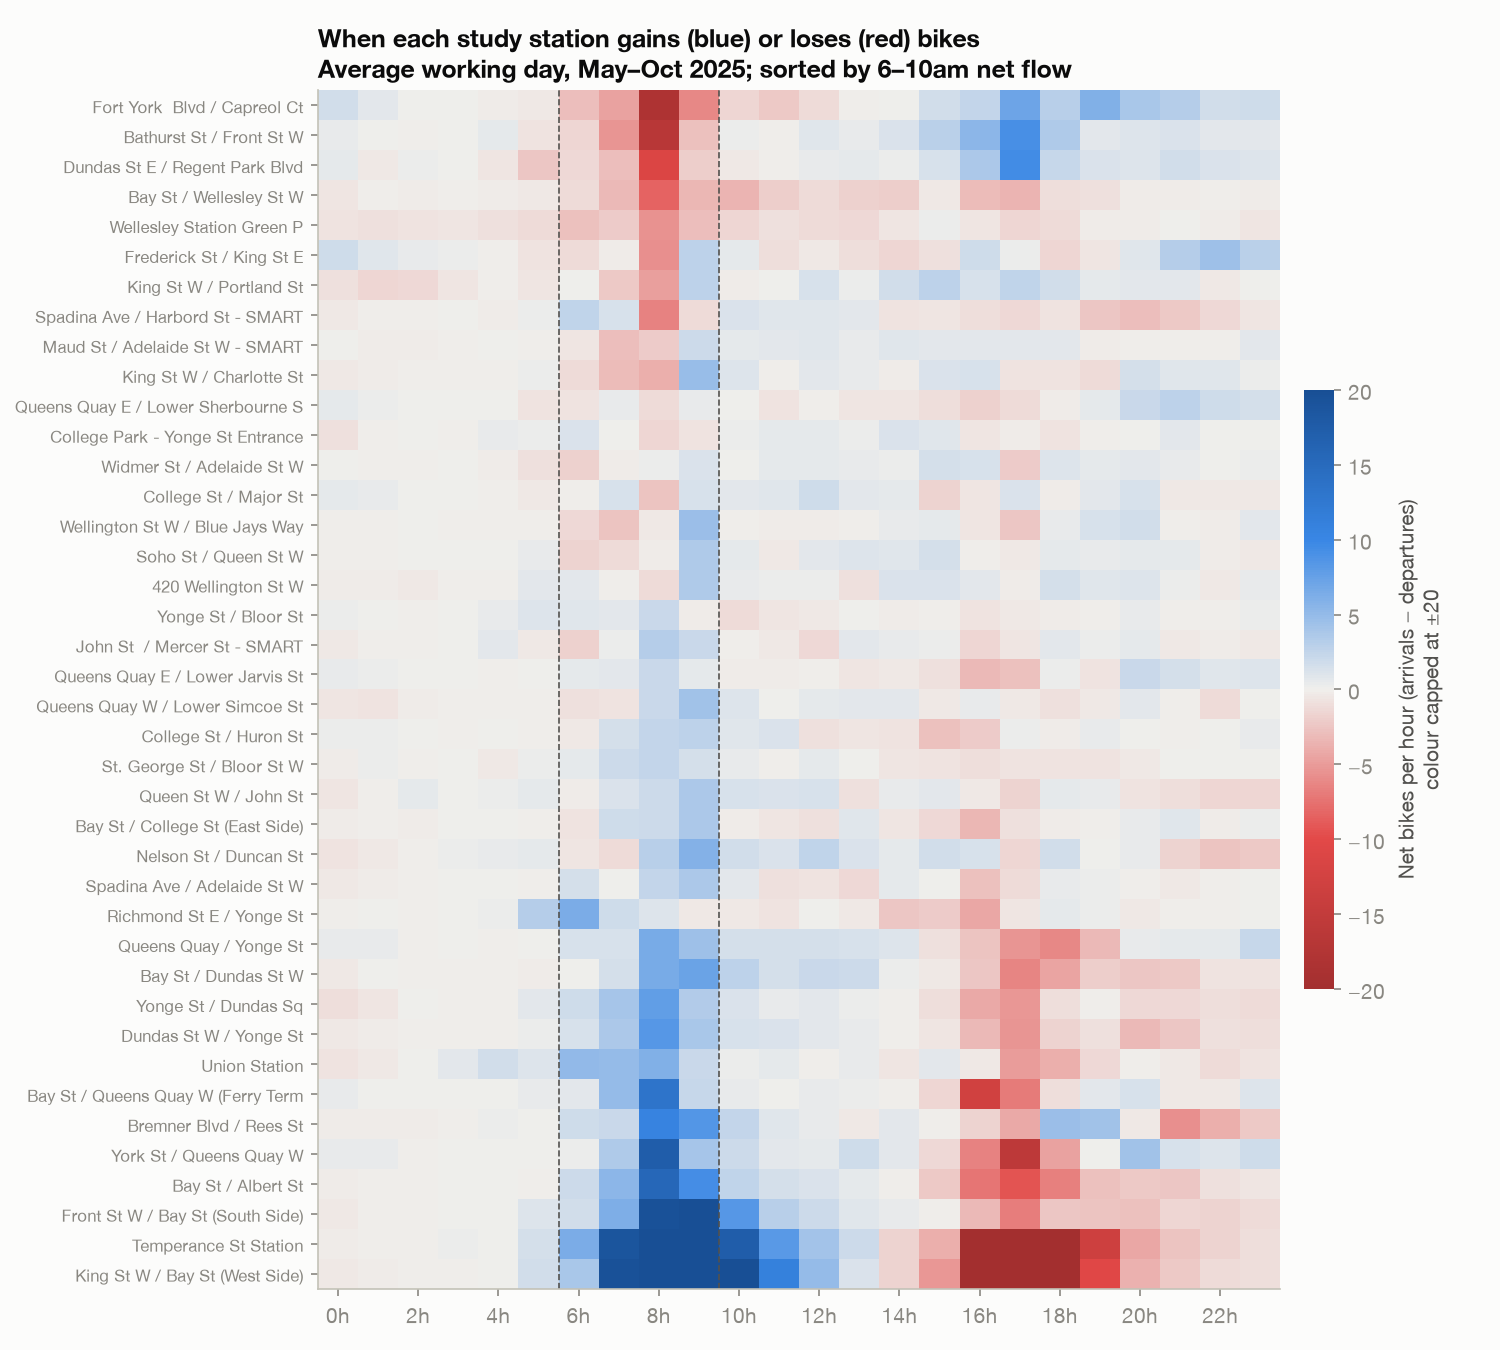 When each study station gains (blue) or loses (red) bikes
Average working day, May–Oct 2025; sorted by 6–10am net flow
Fort York  Blvd / Capreol Ct
Bathurst St / Front St W
Dundas St E / Regent Park Blvd
Bay St / Wellesley St W
Wellesley Station Green P
Frederick St / King St E
King St W / Portland St
Spadina Ave / Harbord St - SMART
Maud St / Adelaide St W - SMART
King St W / Charlotte St
Queens Quay E / Lower Sherbourne S
College Park - Yonge St Entrance
Widmer St / Adelaide St W
College St / Major St
Wellington St W / Blue Jays Way
Soho St / Queen St W
420 Wellington St W
Yonge St / Bloor St
John St  / Mercer St - SMART
Queens Quay E / Lower Jarvis St
Queens Quay W / Lower Simcoe St
College St / Huron St
St. George St / Bloor St W
Queen St W / John St
Bay St / College St (East Side)
Nelson St / Duncan St
Spadina Ave / Adelaide St W
Richmond St E / Yonge St
Queens Quay / Yonge St
Bay St / Dundas St W
Yonge St / Dundas Sq
Dundas St W / Yonge St
Union Station
Bay St / Queens Quay W (Ferry Term
Bremner Blvd / Rees St
York St / Queens Quay W
Bay St / Albert St
Front St W / Bay St (South Side)
Temperance St Station
King St W / Bay St (West Side)
0h 2h 4h 6h 8h 10h 12h 14h 16h 18h 20h 22h
20
15
10
5
0
−5
−10
−15
−20
Net bikes per hour (arrivals − departures)
colour capped at ±20